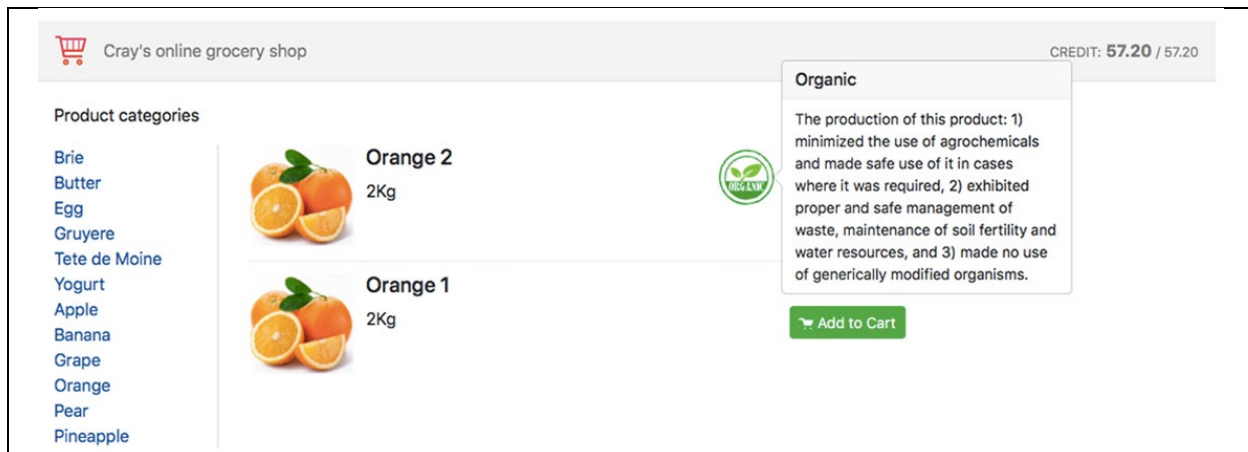 Cray's online grocery shop
CREDIT: 57.20 / 57.20
Product categories
Brie
Butter
Egg
Gruyere
Tete de Moine
Yogurt
Apple
Banana
Grape
Orange
Pear
Pineapple
Orange 2
2Kg
ORGANIC
Organic
The production of this product: 1)
minimized the use of agrochemicals
and made safe use of it in cases
where it was required, 2) exhibited
proper and safe management of
waste, maintenance of soil fertility and
water resources, and 3) made no use
of generically modified organisms.
Orange 1
2Kg
Add to Cart